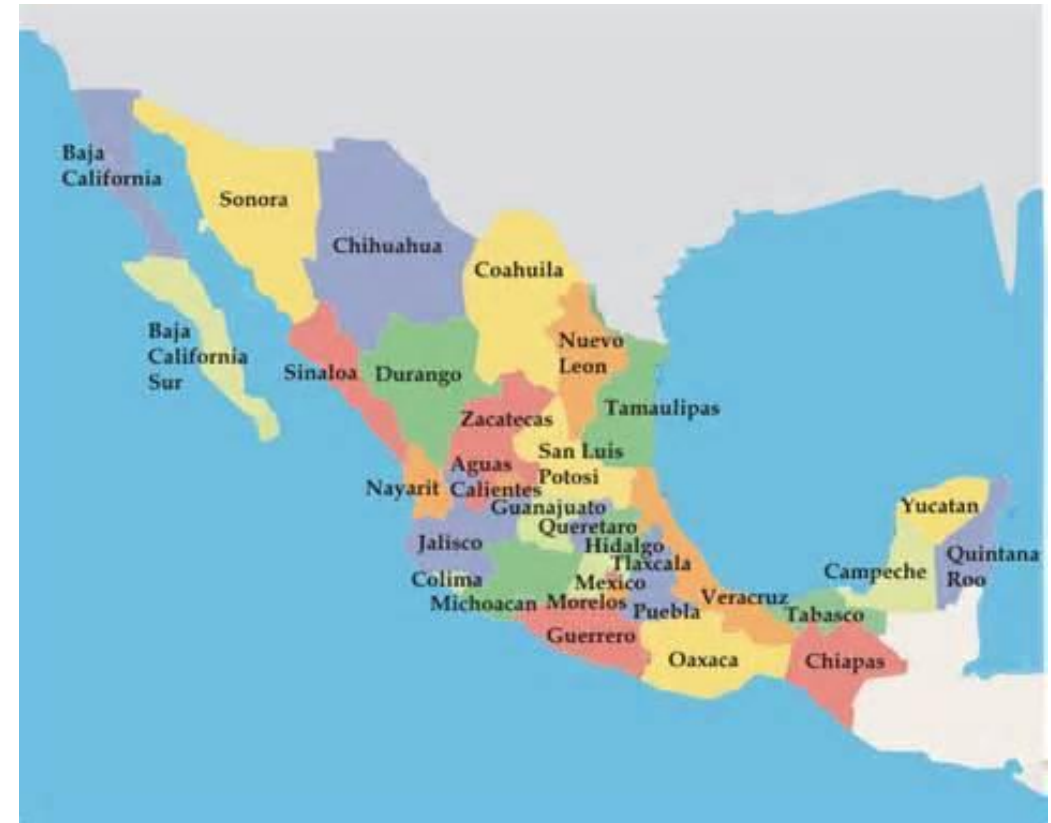 Baja
California
Sonora
Chihuahua
Coahuila
Baja
California
Sur
Nuevo
Leon
Sinaloa
Durango
Tamaulipas
Zacatecas
San Luis
Potosi
Aguas
Calientes
Nayarit
Guanajuato
Queretaro
Hidalgo
Tlaxcala
Jalisco
Yucatan
Quintana
Roo
Campeche
Colima
Mexico
Michoacan
Morelos
Puebla
Veracruz
Tabasco
Guerrero
Oaxaca
Chiapas